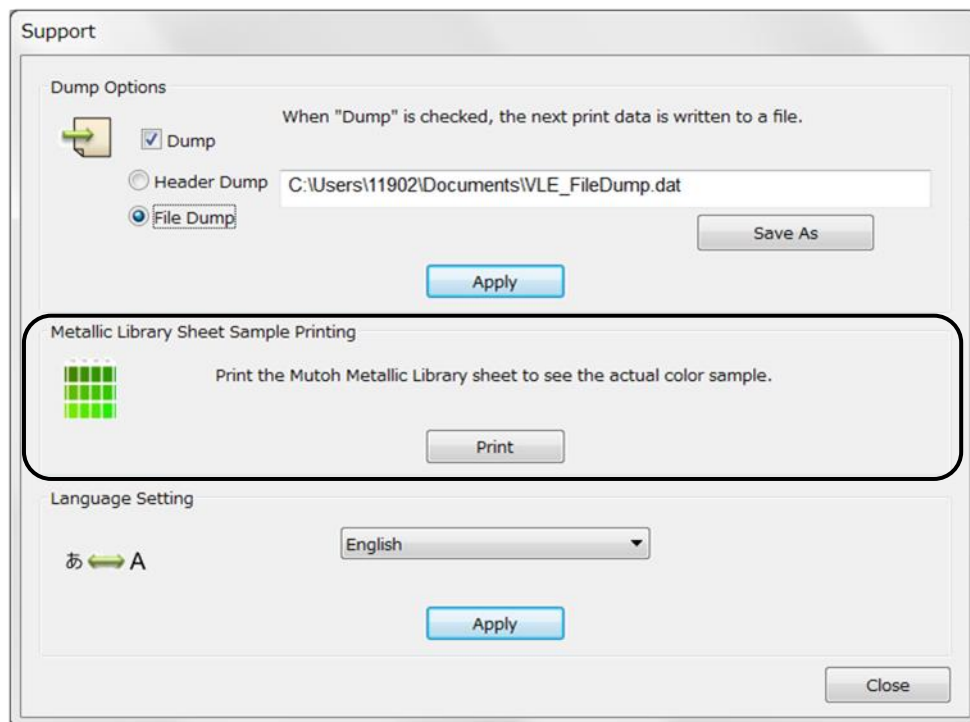 Support
Dump Options
When "Dump" is checked, the next print data is written to a file.
Dump
Header Dump
C:\Users\11902\Documents\VLE_FileDump.dat
File Dump
Save As
Apply
Metallic Library Sheet Sample Printing
Print the Mutoh Metallic Library sheet to see the actual color sample.
Print
Language Setting
English
あ A
Apply
Close